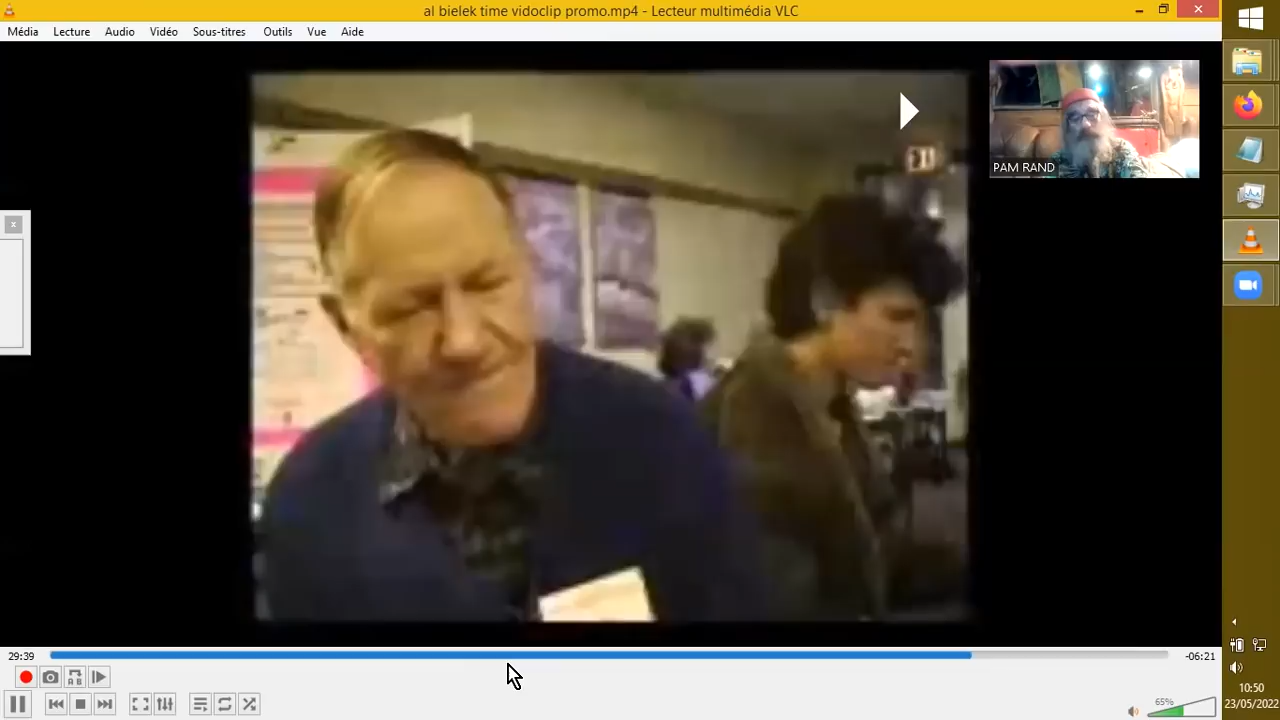 al bielek time vidoclip promo.mp4 - Lecteur multimédia VLC
Média Lecture Audio Vidéo Sous-titres Outils Vue Aide
PAM RAND
29:39
-06:21
65%
10:50
23/05/2022